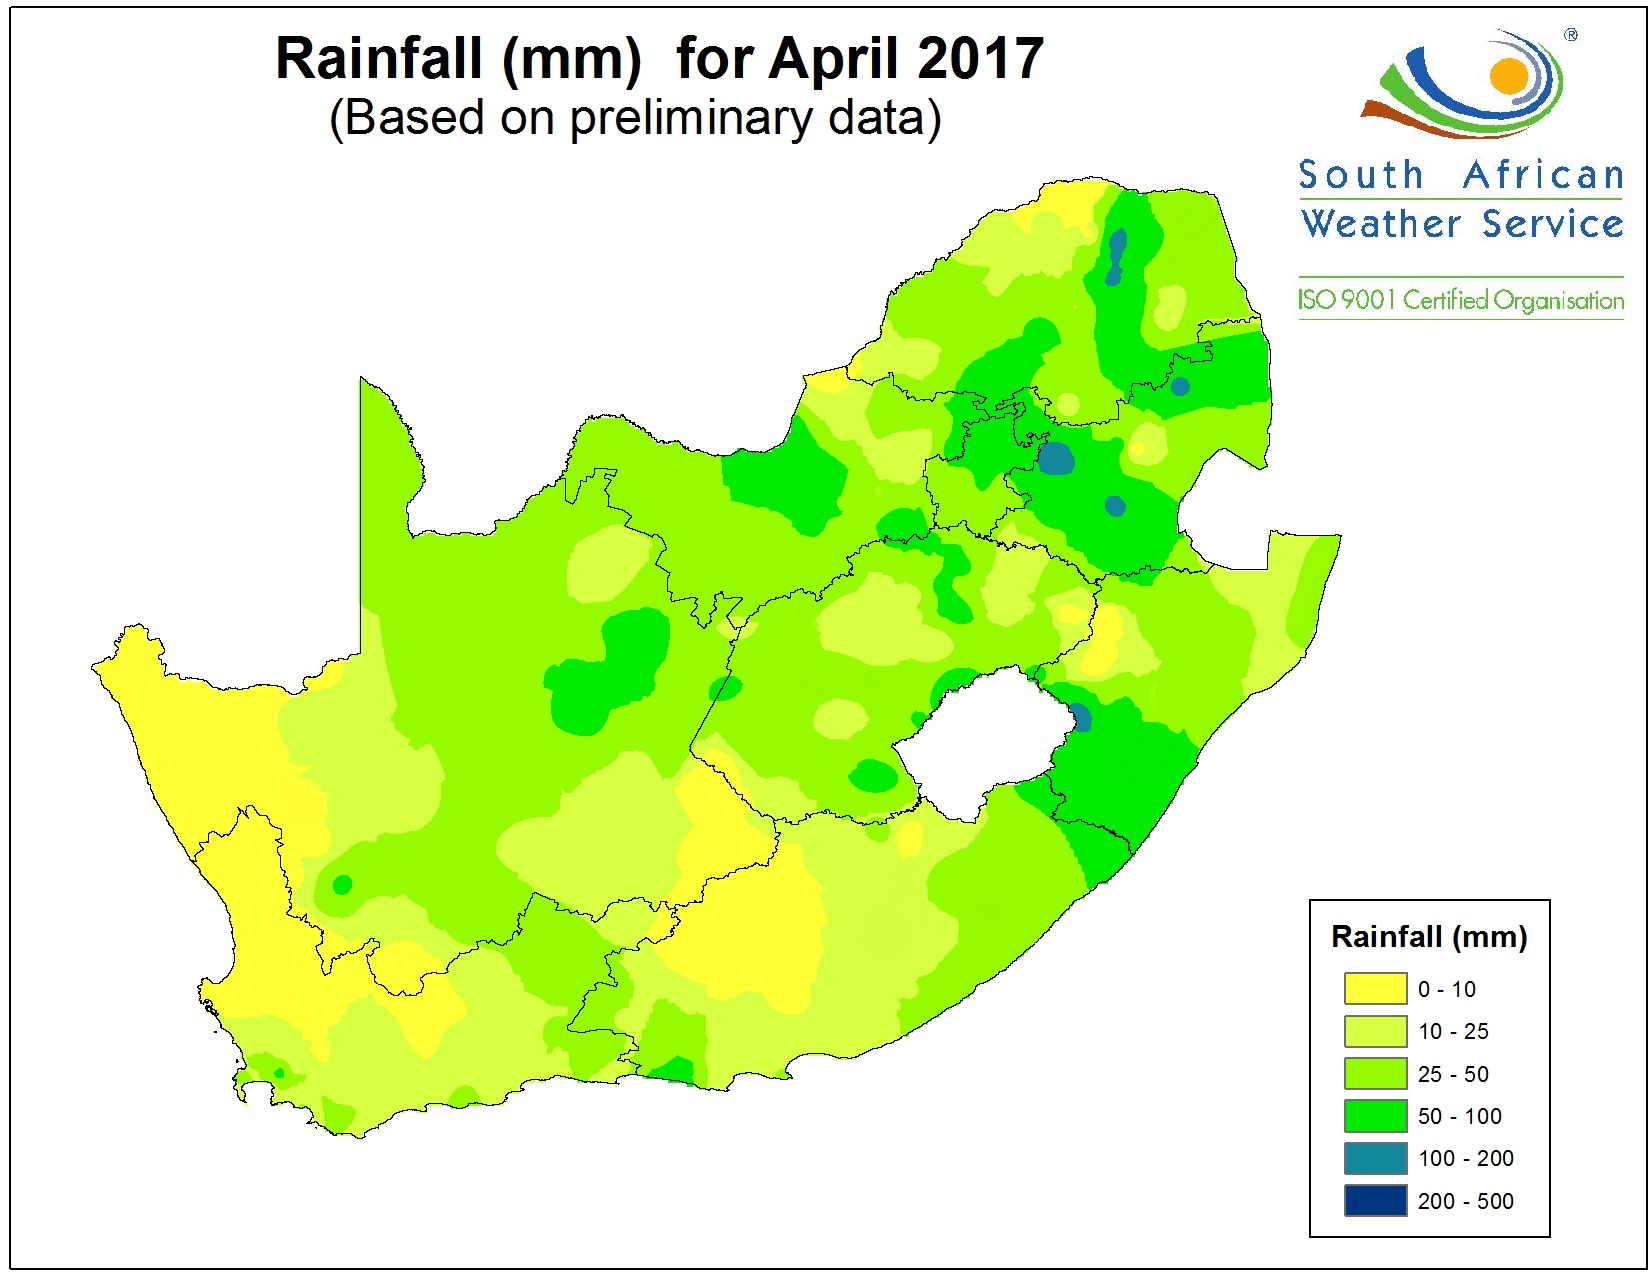 Rainfall (mm)  for April 2017
(Based on preliminary data)
®
South African
Weather Service
ISO 9001 Certified Organisation
Rainfall (mm)
0 - 10
10 - 25
25 - 50
50 - 100
100 - 200
200 - 500